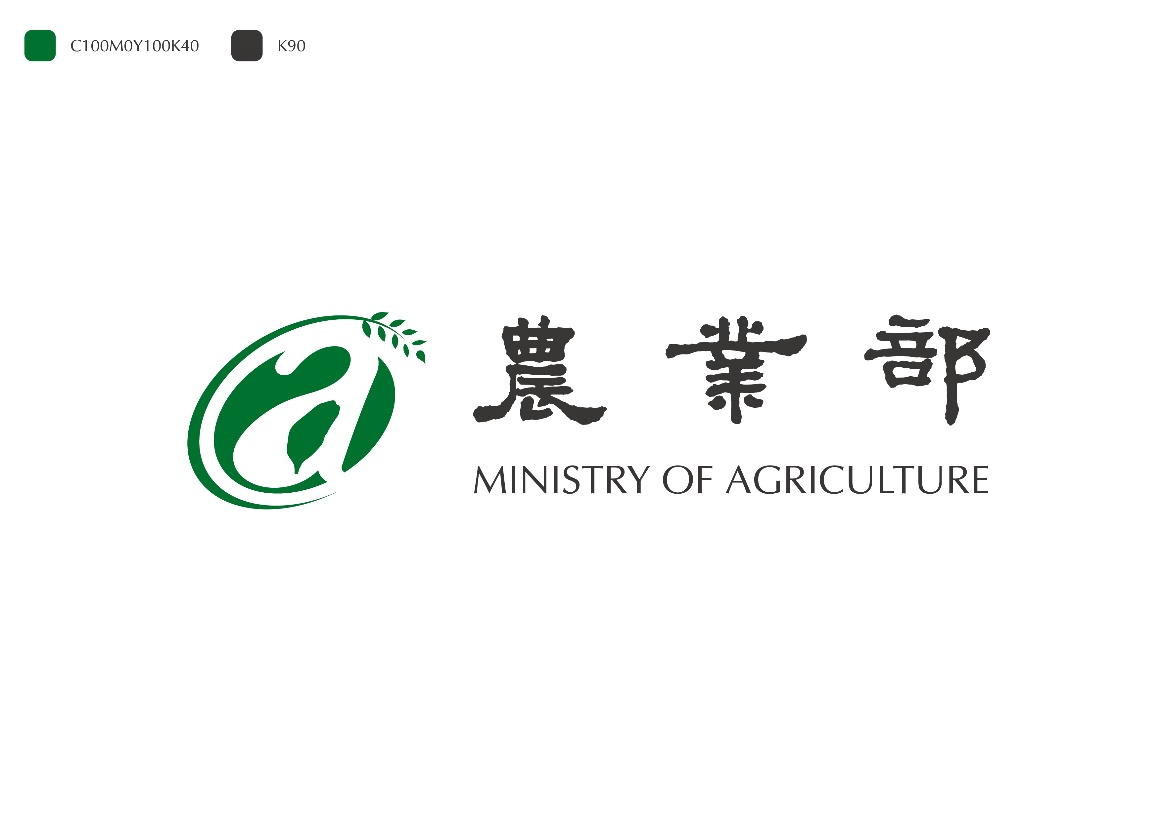 C100M0Y100K40 K90
農業部
MINISTRY OF AGRICULTURE